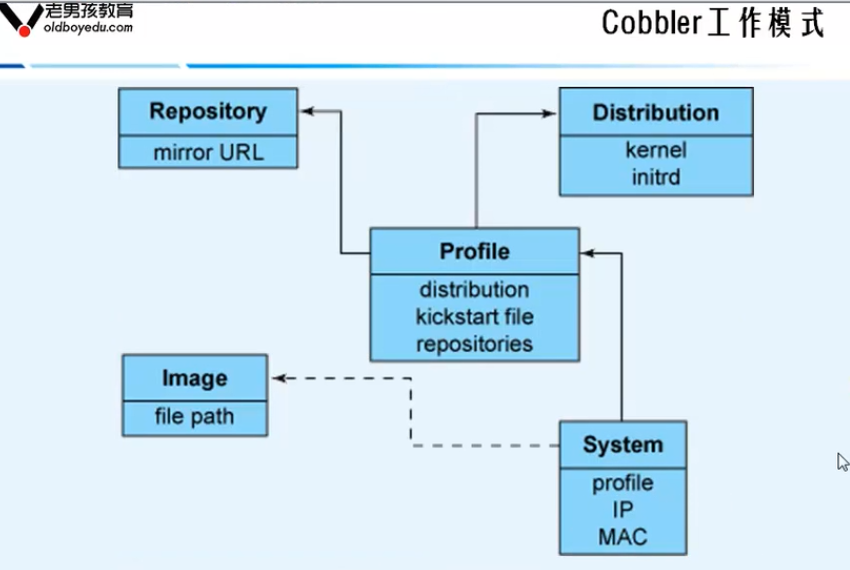 老男孩教育
oldboyedu.com
Cobbler工作模式
Repository
mirror URL
Distribution
kernel
initrd
Profile
distribution
kickstart file
repositories
Image
file path
System
profile
IP
MAC